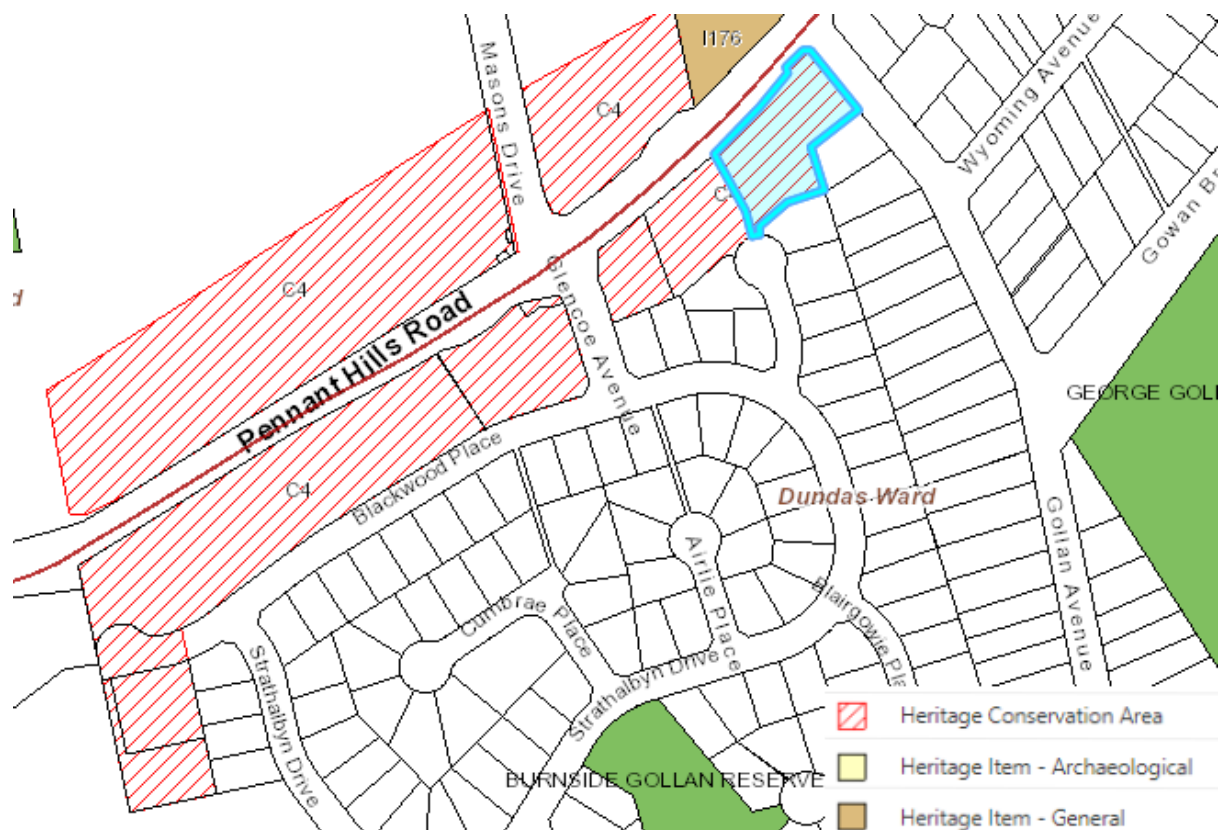 I176
Masons Drive
C4
Wyoming Avenue
Gowan Br
C4
Glencoe Avenue
Pennant Hills Road
GEORGE GOLL
C4
Blackwood Place
Dundas Ward
Gollan Avenue
Airlie Place
Cumbrae Place
Blairgowie Pla
Strathalbyn Drive
Strathalbyn Drive
BURNSIDE GOLLAN RESERVE
Heritage Conservation Area
Heritage Item - Archaeological
Heritage Item - General